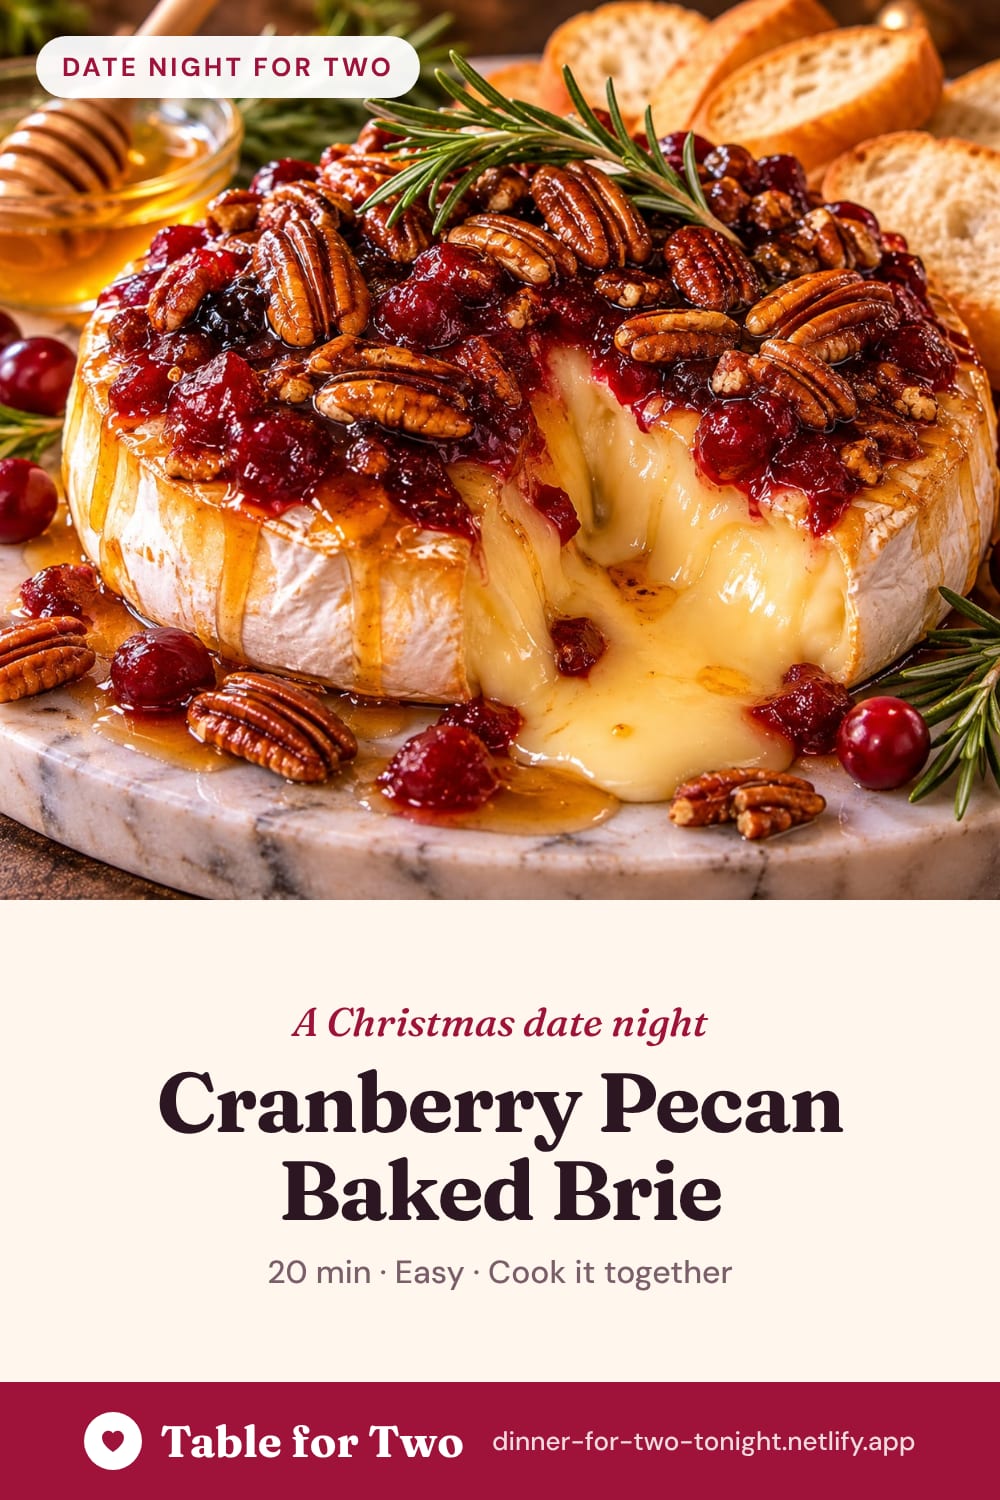 DATE NIGHT FOR TWO
A Christmas date night
Cranberry Pecan
Baked Brie
20 min · Easy · Cook it together
Table for Two
dinner-for-two-tonight.netlify.app